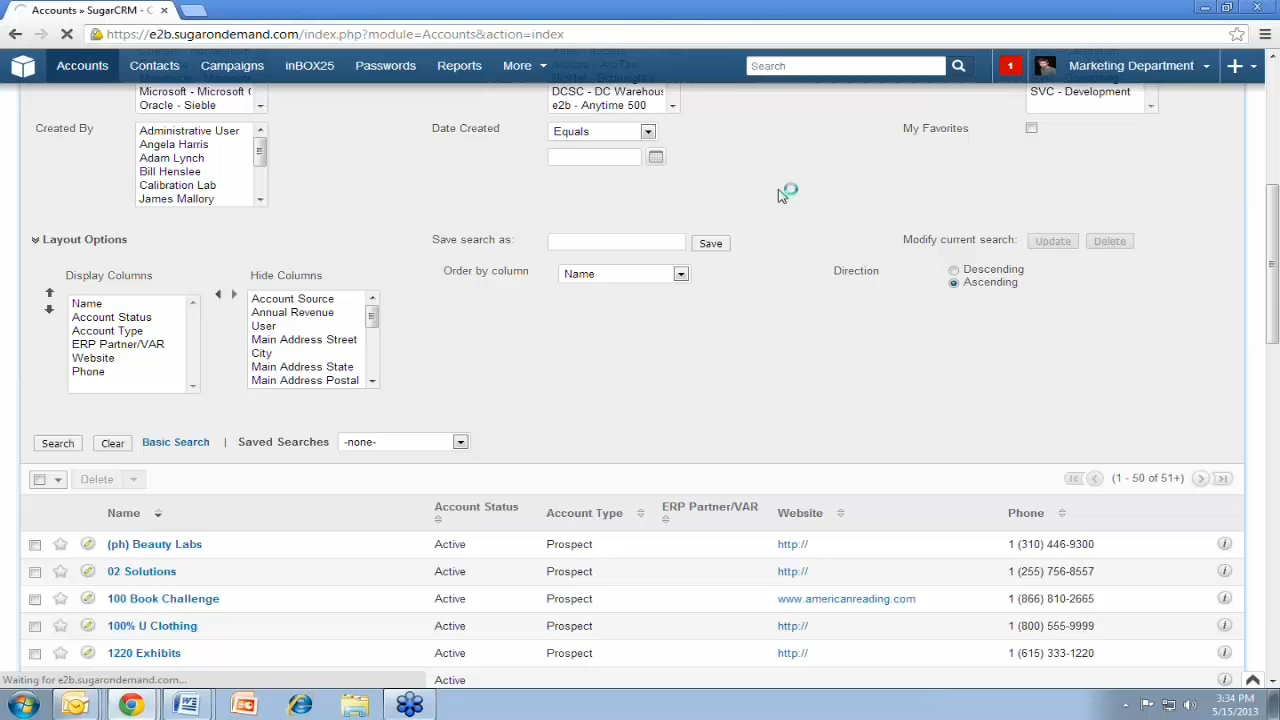 Accounts » SugarCRM - C
https://e2b.sugarondemand.com/index.php?module=Accounts&action=index
Accounts Contacts Campaigns inBOX25 Passwords Reports More Search 1 Marketing Department
Microsoft - Microsoft
DCSC - DC Warehous
SVC - Development
Oracle - Sieble
e2b - Anytime 500
Created By
Administrative User
Angela Harris
Adam Lynch
Bill Henslee
Calibration Lab
James Mallory
Date Created Equals
My Favorites
Layout Options
Save search as: Save
Modify current search: Update Delete
Display Columns
Name
Account Status
Account Type
ERP Partner/VAR
Website
Phone
Hide Columns
Account Source
Annual Revenue
User
Main Address Street
City
Main Address State
Main Address Postal
Order by column Name
Direction
Descending
Ascending
Search Clear Basic Search | Saved Searches -none-
Delete (1 - 50 of 51+)
Name Account Status Account Type ERP Partner/VAR Website Phone
(ph) Beauty Labs Active Prospect http:// 1 (310) 446-9300
02 Solutions Active Prospect http:// 1 (255) 756-8557
100 Book Challenge Active Prospect www.americanreading.com 1 (866) 810-2665
100% U Clothing Active Prospect http:// 1 (800) 555-9999
1220 Exhibits Active Prospect http:// 1 (615) 333-1220
Active
Waiting for e2b.sugarondemand.com...
3:34 PM
5/15/2013